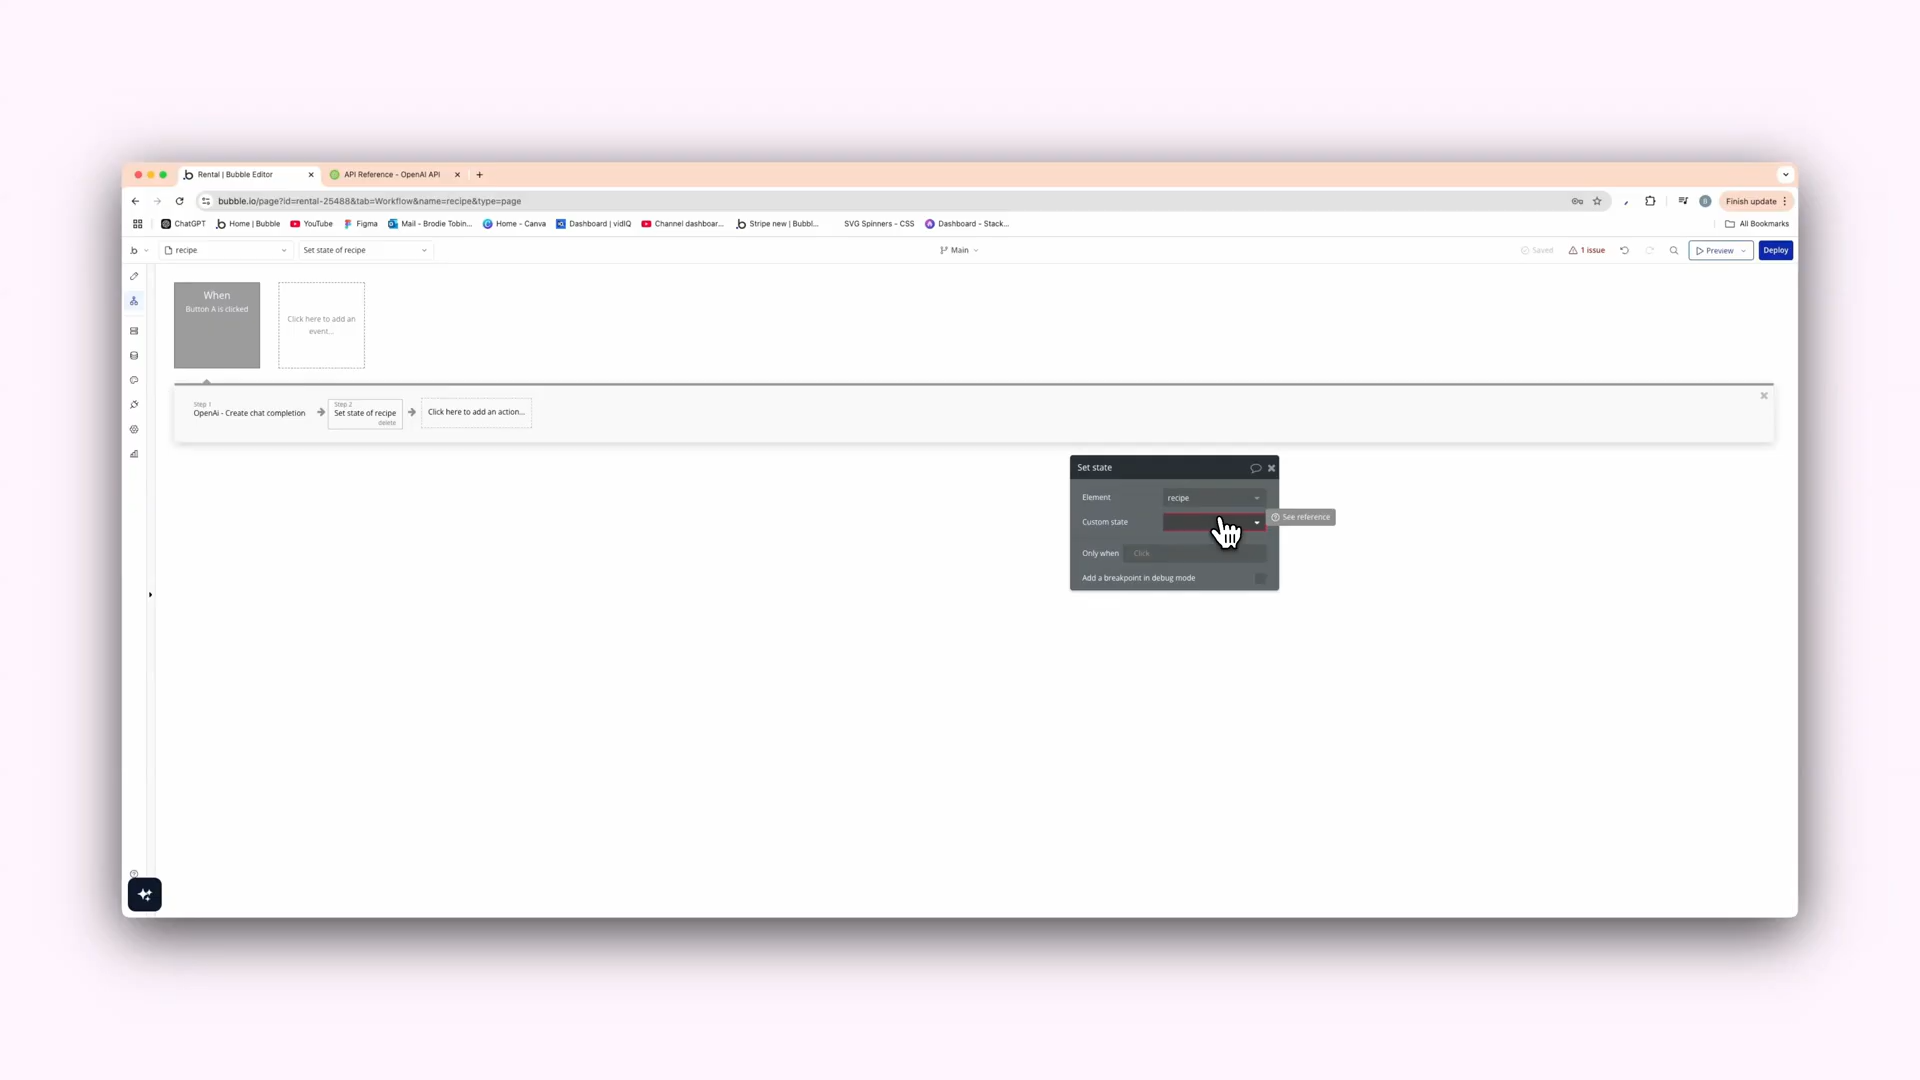 Rental | Bubble Editor
API Reference - OpenAI API
bubble.io/page?id=rental-25488&tab=Workflow&name=recipe&type=page
Finish update
ChatGPT
Home | Bubble
YouTube
Figma
Mail - Brodie Tobin...
Home - Canva
Dashboard | vidIQ
Channel dashboar...
Stripe new | Bubbl...
SVG Spinners - CSS
Dashboard - Stack...
All Bookmarks
recipe
Set state of recipe
Main
Saved
1 issue
Preview
Deploy
When
Button A is clicked
Click here to add an
event...
Step 1
OpenAi - Create chat completion
Step 2
Set state of recipe
delete
Click here to add an action...
Set state
Element
recipe
Custom state
See reference
Only when
Click
Add a breakpoint in debug mode